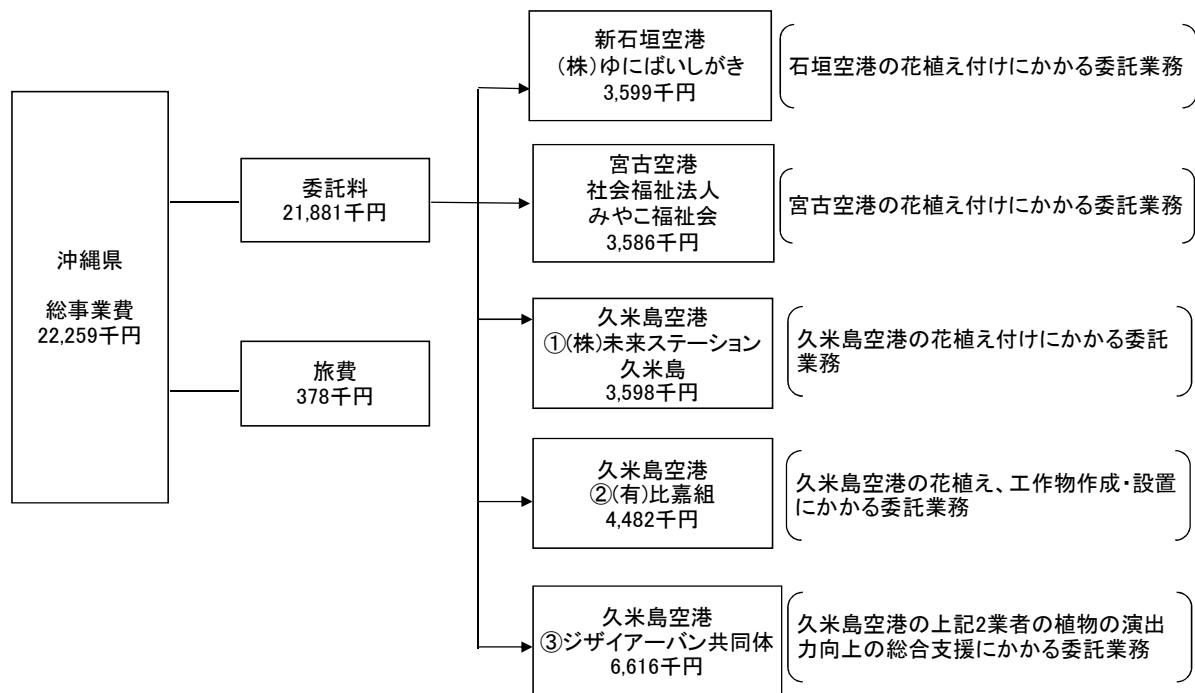 沖縄県
総事業費
22,259千円
委託料
21,881千円
旅費
378千円
新石垣空港
(株)ゆにばいしがき
3,599千円
石垣空港の花植え付けにかかる委託業務
宮古空港
社会福祉法人
みやこ福祉会
3,586千円
宮古空港の花植え付けにかかる委託業務
久米島空港
①(株)未来ステーション
久米島
3,598千円
久米島空港の花植え付けにかかる委託
業務
久米島空港
②(有)比嘉組
4,482千円
久米島空港の花植え、工作物作成・設置
にかかる委託業務
久米島空港
③ジザイアーバン共同体
6,616千円
久米島空港の上記2業者の植物の演出
力向上の総合支援にかかる委託業務